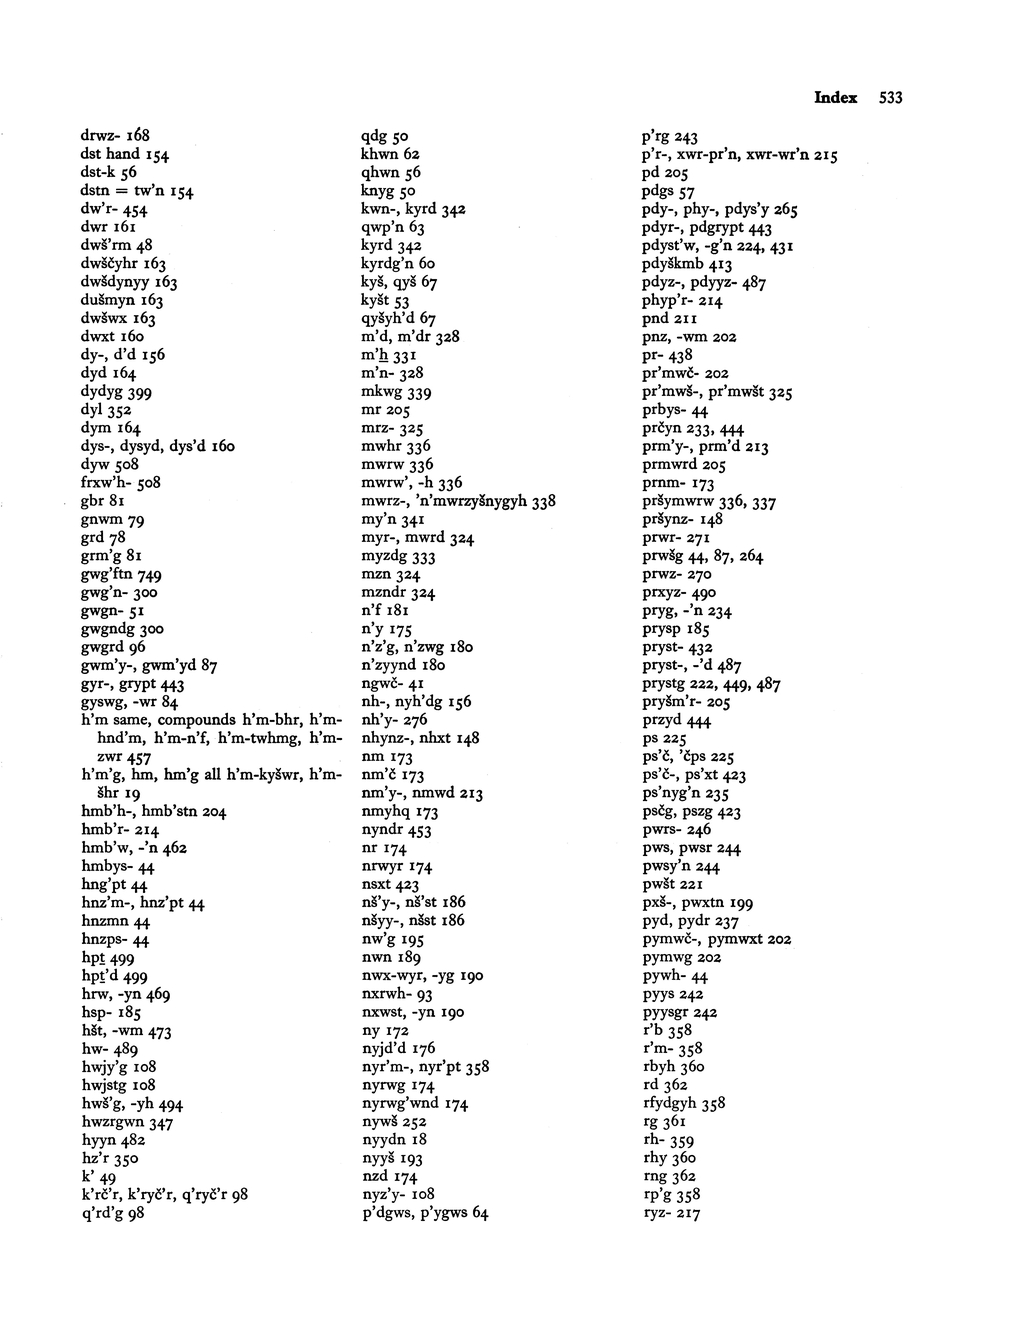 Index 533
drwz- 168
dst hand 154
dst-k 56
dstn = tw’n 154
dw’r- 454
dwr 161
dwš’rm 48
dwščyhr 163
dwšdynyy 163
dušmyn 163
dwšwx 163
dwxt 160
dy-, d’d 156
dyd 164
dydyg 399
dyl 352
dym 164
dys-, dysyd, dys’d 160
dyw 508
frxw’h- 508
gbr 81
gnwm 79
grd 78
grm’g 81
gwg’ftn 749
gwg’n- 300
gwgn- 51
gwgndg 300
gwgrd 96
gwm’y-, gwm’yd 87
gyr-, grypt 443
gyswg, -wr 84
h’m same, compounds h’m-bhr, h’m-
hnd’m, h’m-n’f, h’m-twhmg, h’m-
zwr 457
h’m’g, hm, hm’g all h’m-kyšwr, h’m-
šhr 19
hmb’h-, hmb’stn 204
hmb’r- 214
hmb’w, -’n 462
hmbys- 44
hng’pt 44
hnz’m-, hnz’pt 44
hnzmn 44
hnzps- 44
hpṯ 499
hpṯ’d 499
hrw, -yn 469
hsp- 185
hšt, -wm 473
hw- 489
hwjy’g 108
hwjstg 108
hwš’g, -yh 494
hwzrgwn 347
hyyn 482
hz’r 350
k’ 49
k’rč’r, k’ryč’r, q’ryč’r 98
q’rd’g 98
qdg 50
khwn 62
qhwn 56
knyg 50
kwn-, kyrd 342
qwp’n 63
kyrd 342
kyrdg’n 60
kyš, qyš 67
kyšt 53
qyšyh’d 67
m’d, m’dr 328
m’ẖ 331
m’n- 328
mkwg 339
mr 205
mrz- 325
mwhr 336
mwrw 336
mwrw’, -h 336
mwrz-, ’n’mwrzyšnygyh 338
my’n 341
myr-, mwrd 324
myzdg 333
mzn 324
mzndr 324
n’f 181
n’y 175
n’z’g, n’zwg 180
n’zyynd 180
ngwč- 41
nh-, nyh’dg 156
nh’y- 276
nhynz-, nhxt 148
nm 173
nm’č 173
nm’y-, nmwd 213
nmyhq 173
nyndr 453
nr 174
nrwyr 174
nsxt 423
nš’y-, nš’st 186
nšyy-, nšst 186
nw’g 195
nwn 189
nwx-wyr, -yg 190
nxrwh- 93
nxwst, -yn 190
ny 172
nyjd’d 176
nyr’m-, nyr’pt 358
nyrwg 174
nyrwg’wnd 174
nywš 252
nyydn 18
nyyš 193
nzd 174
nyz’y- 108
p’dgws, p’ygws 64
p’rg 243
p’r-, xwr-pr’n, xwr-wr’n 215
pd 205
pdgs 57
pdy-, phy-, pdys’y 265
pdyr-, pdgrypt 443
pdyst’w, -g’n 224, 431
pdyškmb 413
pdyz-, pdyyz- 487
phyp’r- 214
pnd 211
pnz, -wm 202
pr- 438
pr’mwč- 202
pr’mwš-, pr’mwšt 325
prbys- 44
prčyn 233, 444
prm’y-, prm’d 213
prmwrd 205
prnm- 173
pršymwrw 336, 337
pršynz- 148
prwr- 271
prwšg 44, 87, 264
prwz- 270
prxyz- 490
pryg, -’n 234
prysp 185
pryst- 432
pryst-, -’d 487
prystg 222, 449, 487
pryšm’r- 205
przyd 444
ps 225
ps’č, ’čps 225
ps’č-, ps’xt 423
ps’nyg’n 235
psčg, pszg 423
pwrs- 246
pws, pwsr 244
pwsy’n 244
pwšt 221
pxš-, pwxtn 199
pyd, pydr 237
pymwč-, pymwxt 202
pymwg 202
pywh- 44
pyys 242
pyysgr 242
r’b 358
r’m- 358
rbyh 360
rd 362
rfydgyh 358
rg 361
rh- 359
rhy 360
rng 362
rp’g 358
ryz- 217